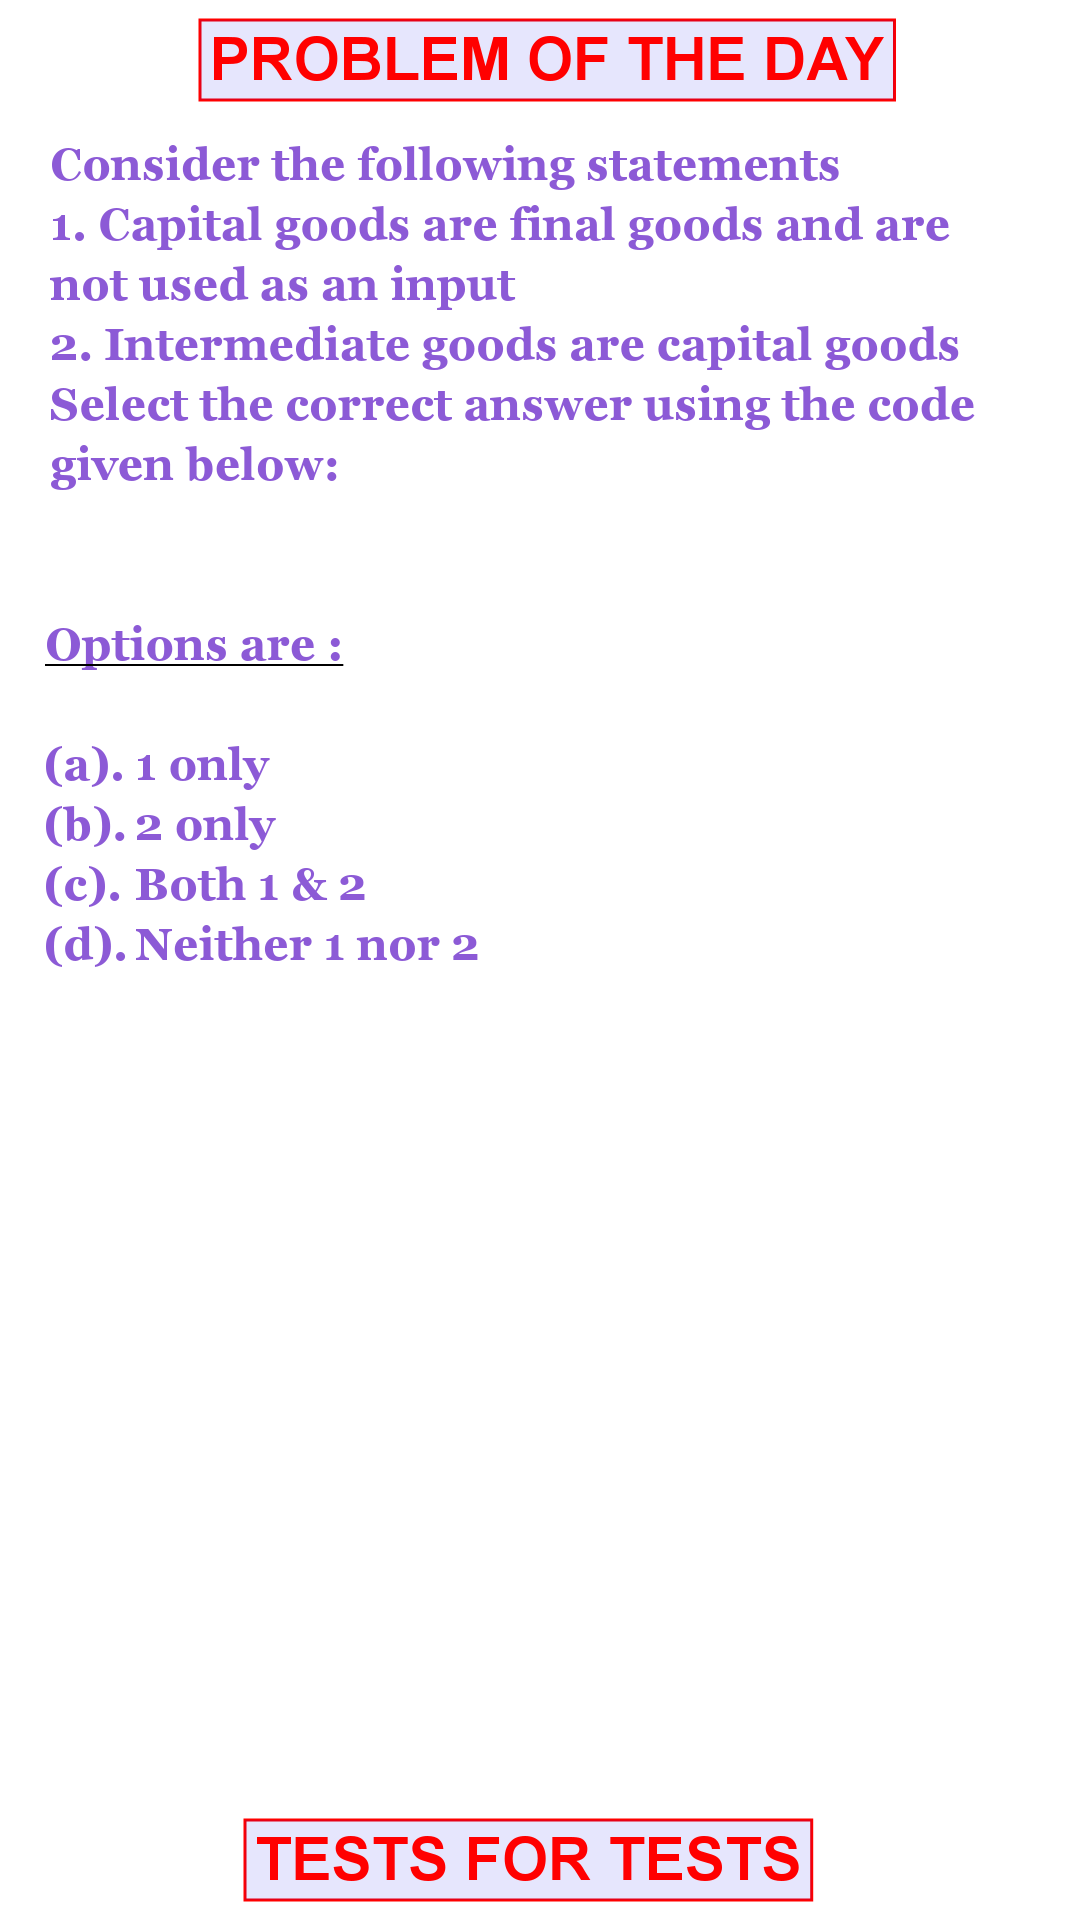 PROBLEM OF THE DAY
Consider the following statements
1. Capital goods are final goods and are
not used as an input
2. Intermediate goods are capital goods
Select the correct answer using the code
given below:
Options are :
(a). 1 only
(b). 2 only
(c). Both 1 & 2
(d). Neither 1 nor 2
TESTS FOR TESTS